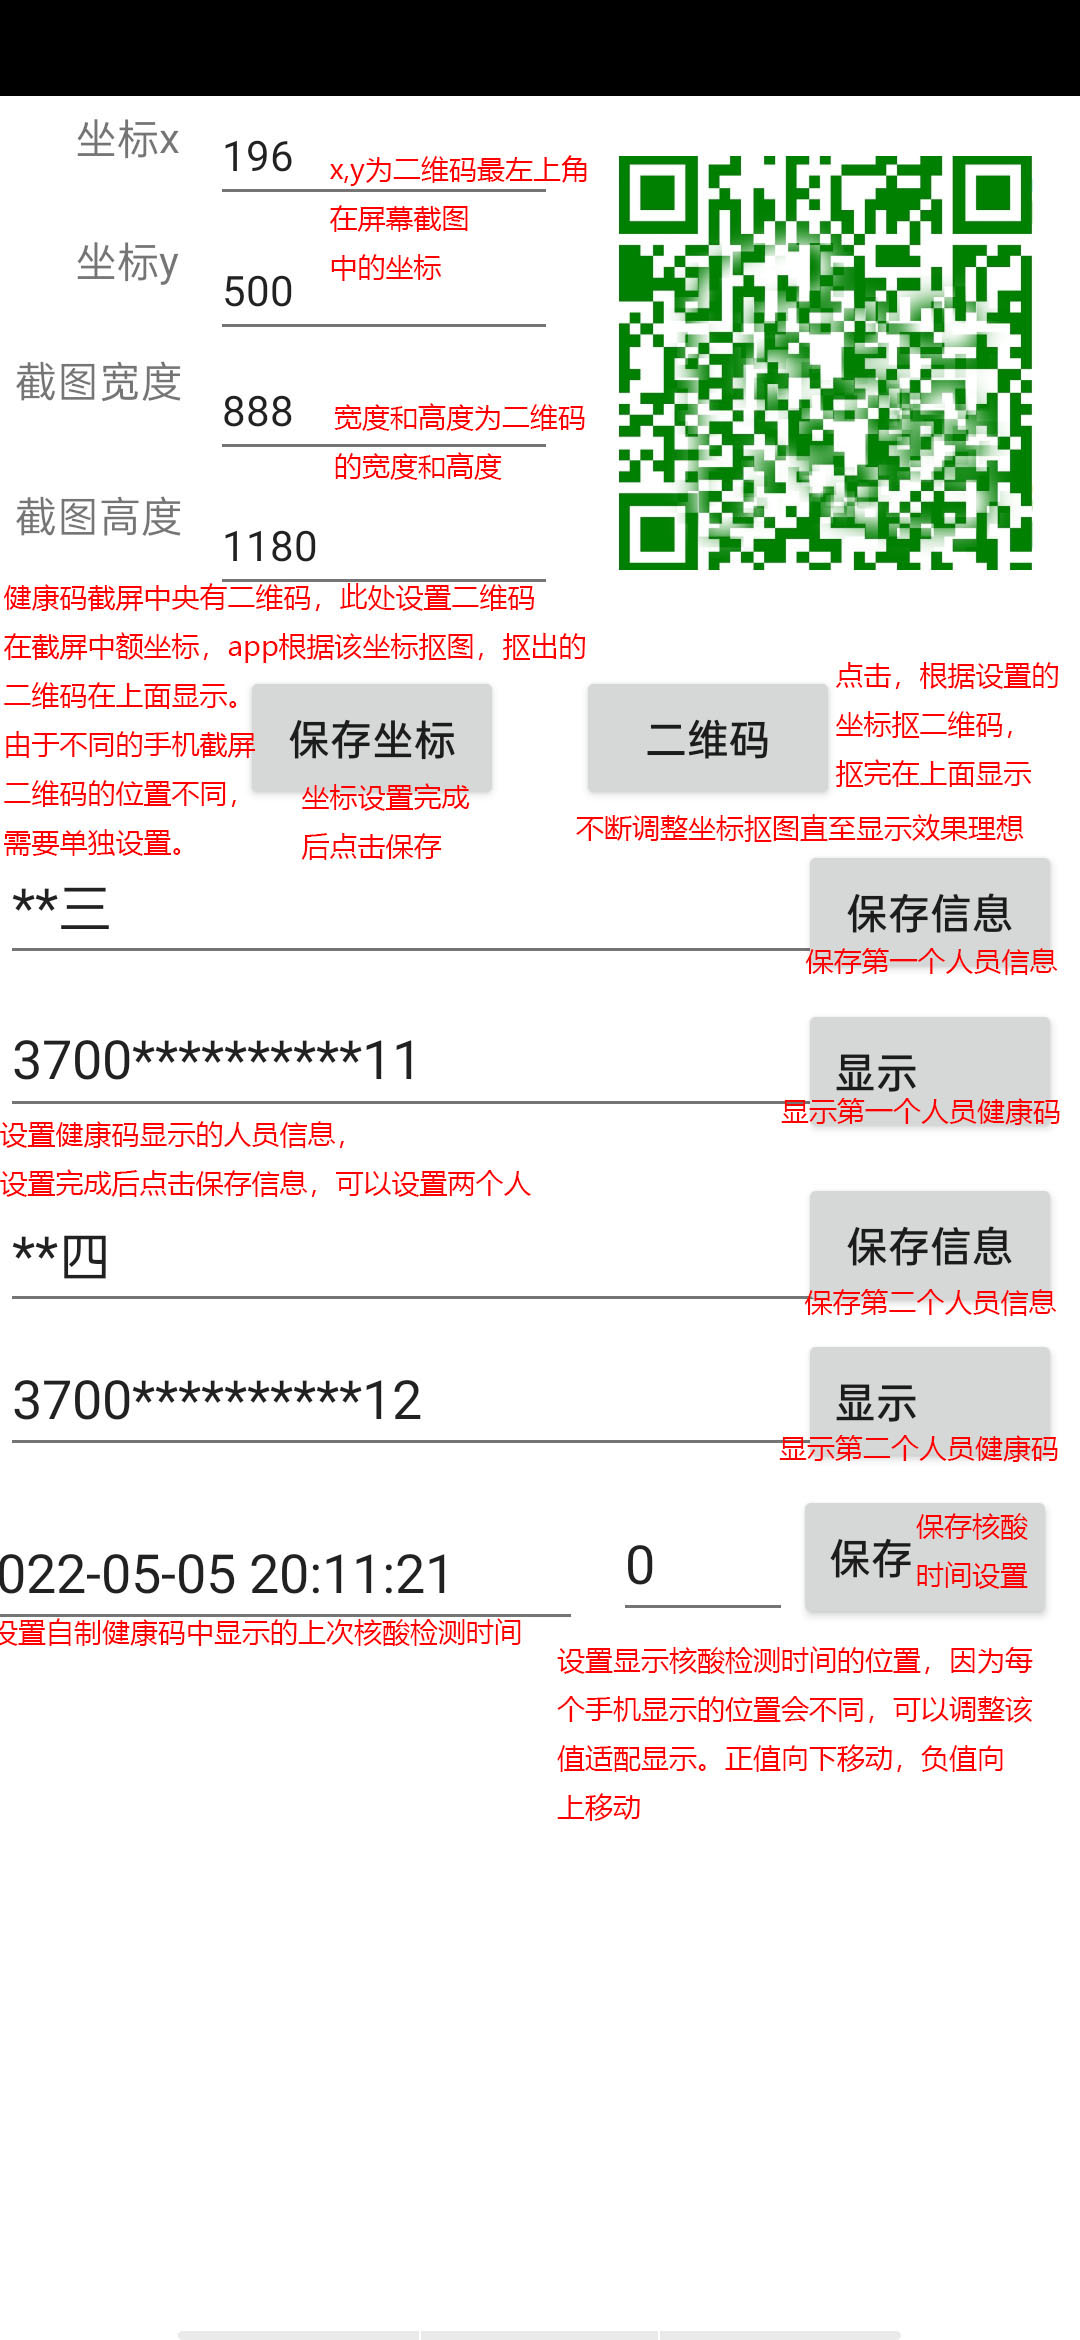 坐标x
196
x,y为二维码最左上角
在屏幕截图
中的坐标
坐标y
500
截图宽度
888
宽度和高度为二维码
的宽度和高度
截图高度
1180
健康码截屏中央有二维码，此处设置二维码
在截屏中额坐标，app根据该坐标抠图，抠出的
二维码在上面显示。
由于不同的手机截屏
二维码的位置不同，
需要单独设置。
保存坐标
坐标设置完成
后点击保存
二维码
点击，根据设置的
坐标抠二维码，
抠完在上面显示
不断调整坐标抠图直至显示效果理想
**三
保存信息
保存第一个人员信息
3700**********11
显示
显示第一个人员健康码
设置健康码显示的人员信息，
设置完成后点击保存信息，可以设置两个人
**四
保存信息
保存第二个人员信息
3700**********12
显示
显示第二个人员健康码
022-05-05 20:11:21
0
保存
保存核酸
时间设置
设置自制健康码中显示的上次核酸检测时间
设置显示核酸检测时间的位置，因为每
个手机显示的位置会不同，可以调整该
值适配显示。正值向下移动，负值向
上移动